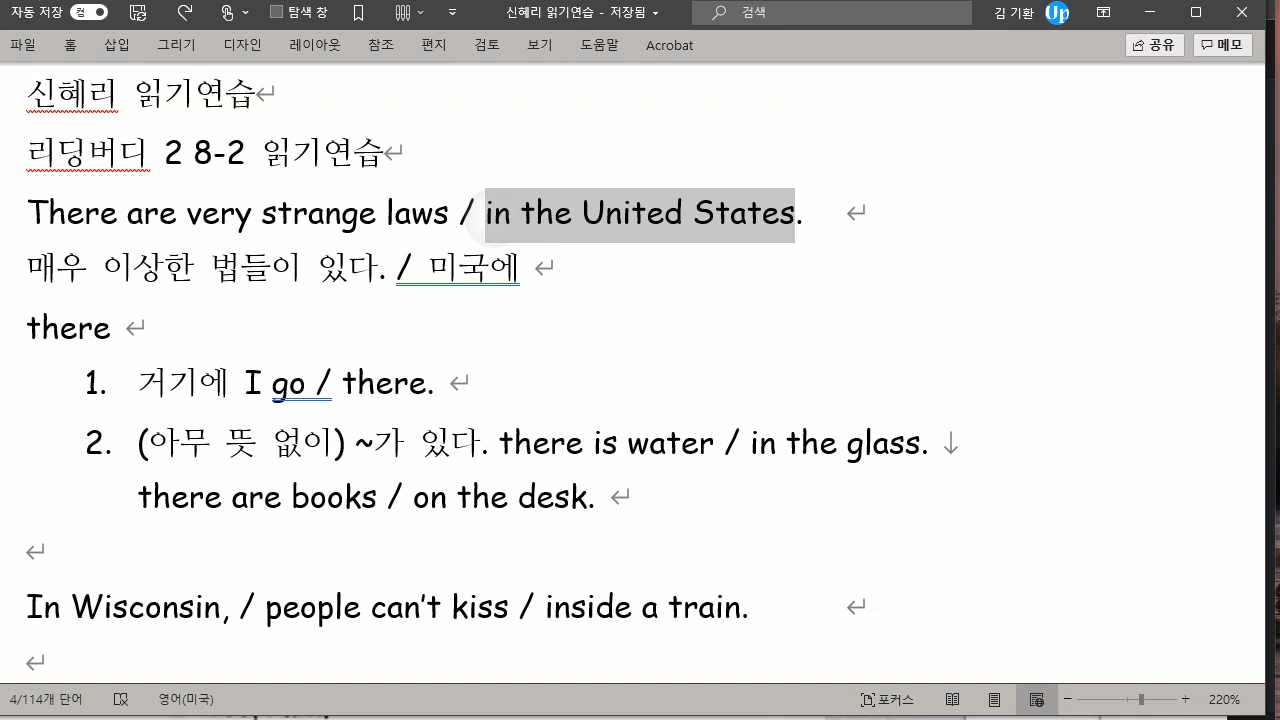 자동 저장 컴 탐색 창 신혜리 읽기연습 - 저장됨 검색 김 기환 Up
파일 홈 삽입 그리기 디자인 레이아웃 참조 편지 검토 보기 도움말 Acrobat 공유 메모
신혜리 읽기연습
리딩버디 2 8-2 읽기연습
There are very strange laws / in the United States.
매우 이상한 법들이 있다. / 미국에
there
1. 거기에 I go / there.
2. (아무 뜻 없이) ~가 있다. there is water / in the glass.
there are books / on the desk.
In Wisconsin, / people can't kiss / inside a train.
4/114개 단어 영어(미국) 포커스 220%